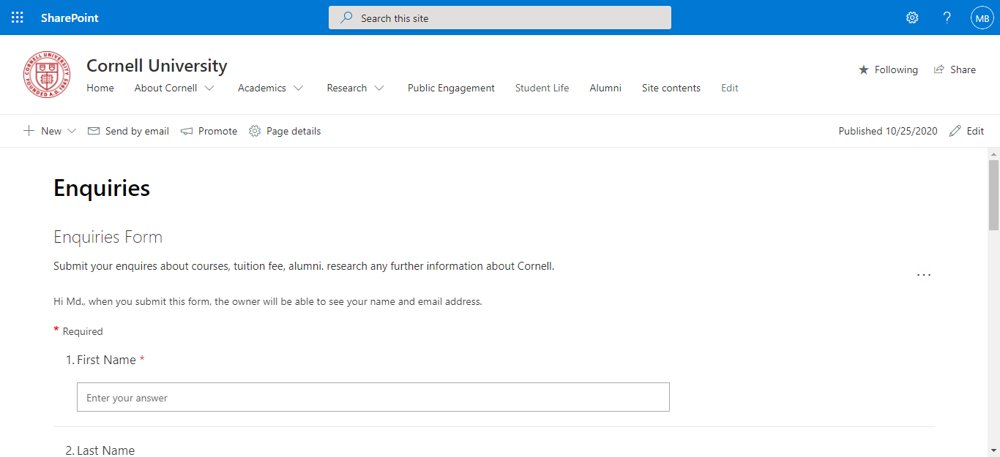 SharePoint
Search this site
MB
CORNELL UNIVERSITY
FOUNDED A.D. 1865
Cornell University
Following
Share
Home About Cornell Academics Research Public Engagement Student Life Alumni Site contents Edit
New Send by email Promote Page details Published 10/25/2020 Edit
Enquiries
Enquiries Form
Submit your enquires about courses, tuition fee, alumni. research any further information about Cornell.
...
Hi Md., when you submit this form, the owner will be able to see your name and email address.
* Required
1. First Name *
Enter your answer
2. Last Name